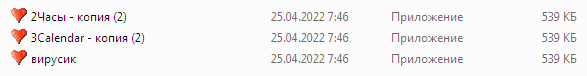 2Часы - копия (2) 25.04.2022 7:46 Приложение 539 КБ
3Calendar - копия (2) 25.04.2022 7:46 Приложение 539 КБ
вирусик 25.04.2022 7:46 Приложение 539 КБ